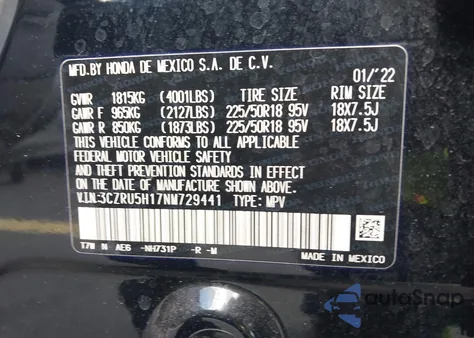 MFD.BY HONDA DE MEXICO S.A. DE C.V.
01/'22
GVWR 1815KG (4001LBS) TIRE SIZE RIM SIZE
GAWR F 965KG (2127LBS) 225/50R18 95V 18X7.5J
GAWR R 850KG (1873LBS) 225/50R18 95V 18X7.5J
THIS VEHICLE CONFORMS TO ALL APPLICABLE
FEDERAL MOTOR VEHICLE SAFETY
AND THEFT PREVENTION STANDARDS IN EFFECT
ON THE DATE OF MANUFACTURE SHOWN ABOVE.
V.I.N:3CZRU5H17NM729441 TYPE: MPV
T7W N AE6 -NH731P -R -M
MADE IN MEXICO
autoSnap